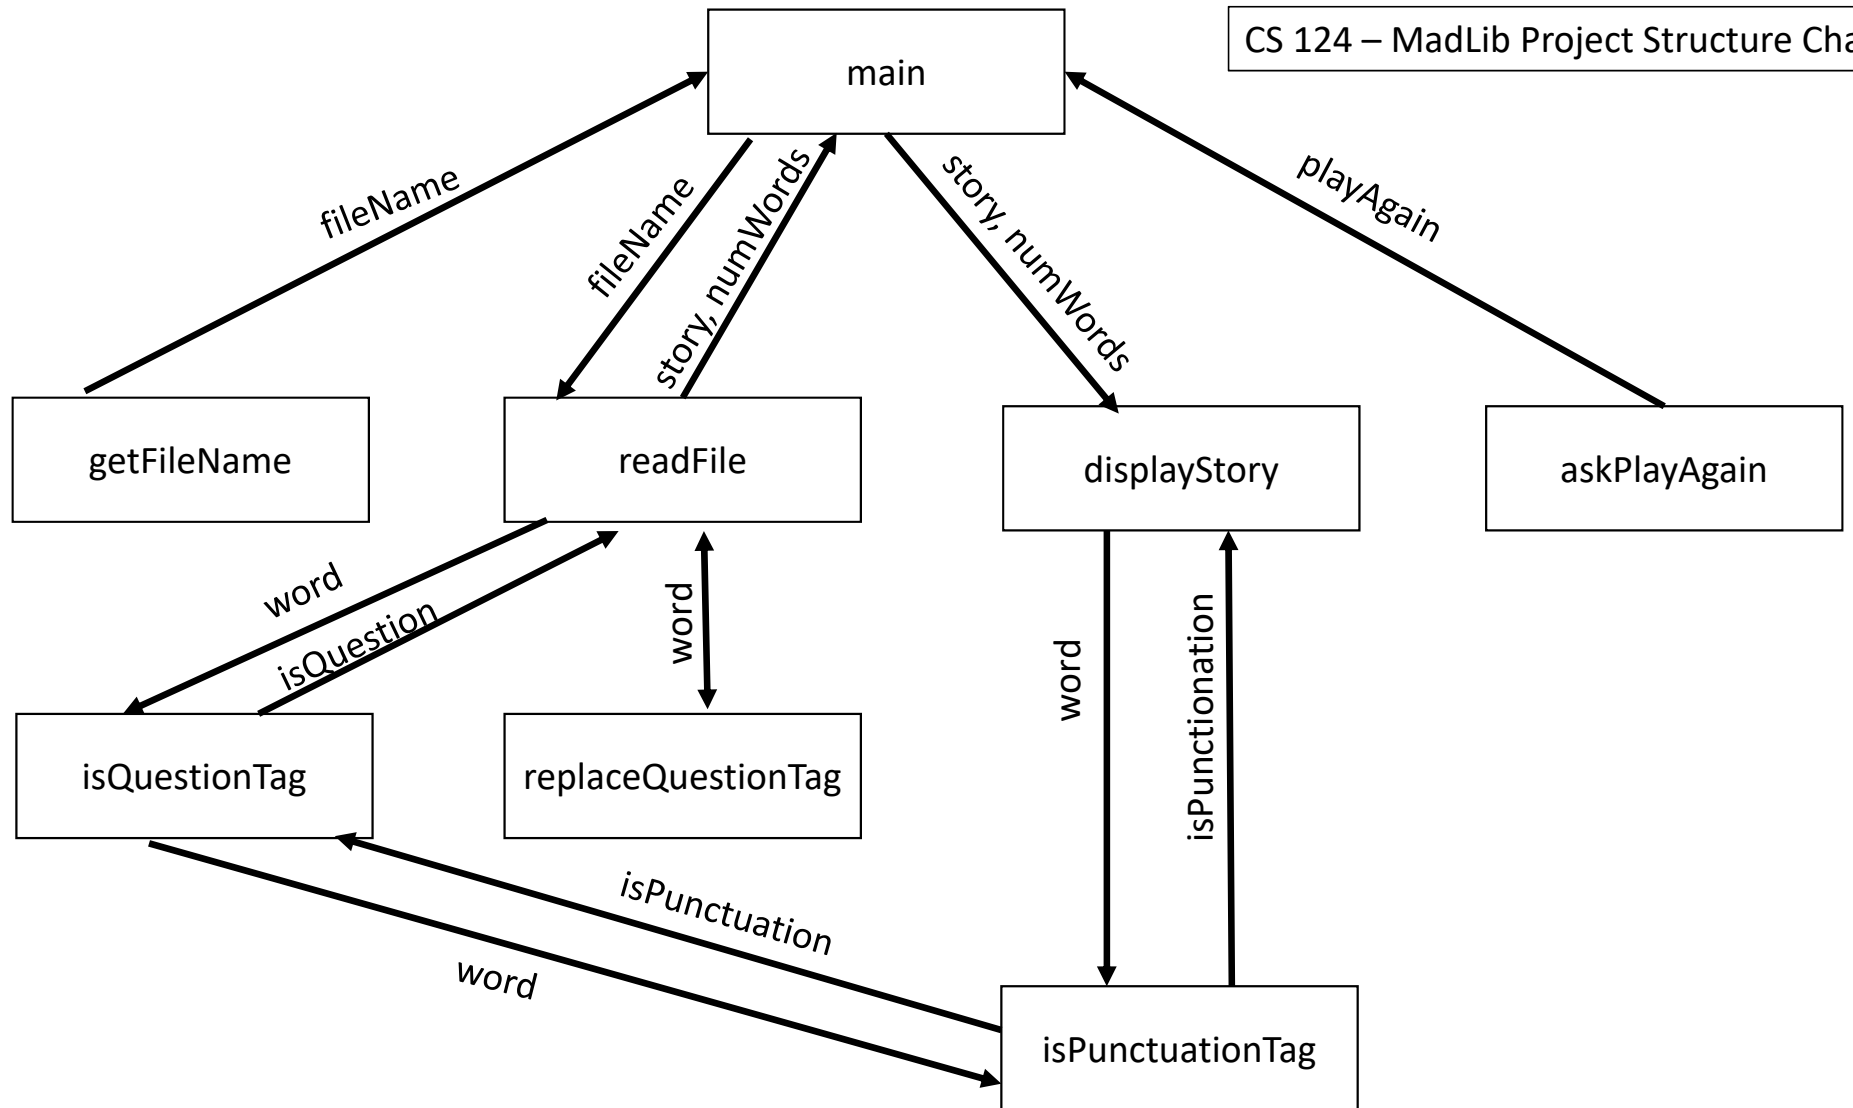 CS 124 – MadLib Project Structure Cha
main
fileName
fileName
story, numWords
story, numWords
playAgain
getFileName
readFile
displayStory
askPlayAgain
word
isQuestion
word
word
isPunctionation
isQuestionTag
replaceQuestionTag
isPunctuation
word
isPunctuationTag